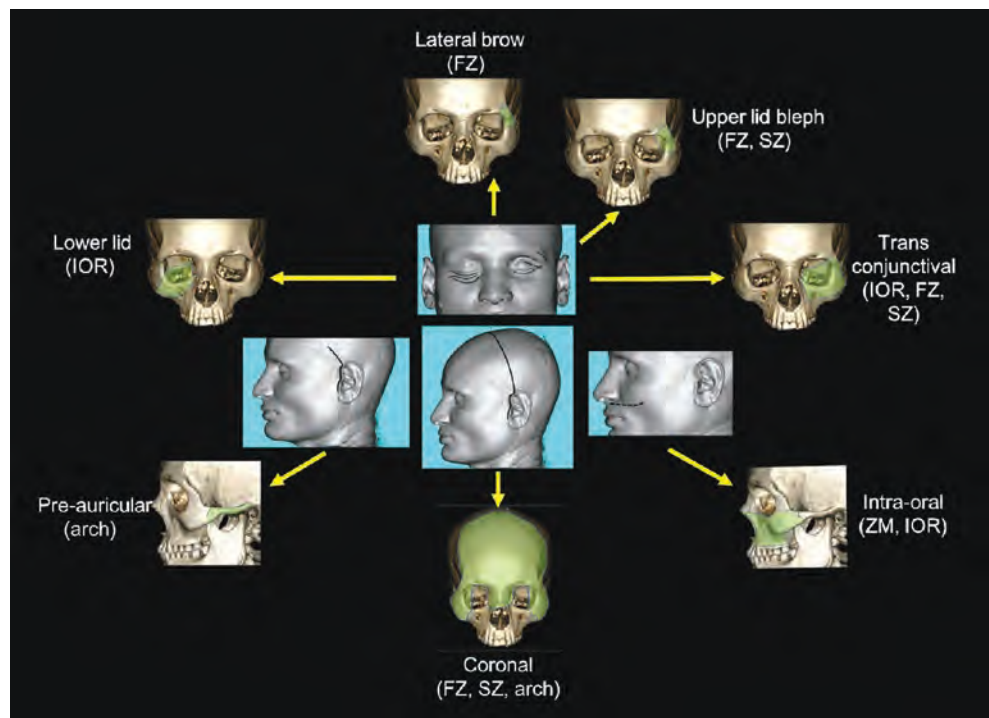 Lateral brow
(FZ)
Upper lid bleph
(FZ, SZ)
Lower lid
(IOR)
Trans
conjunctival
(IOR, FZ,
SZ)
Pre-auricular
(arch)
Intra-oral
(ZM, IOR)
Coronal
(FZ, SZ, arch)